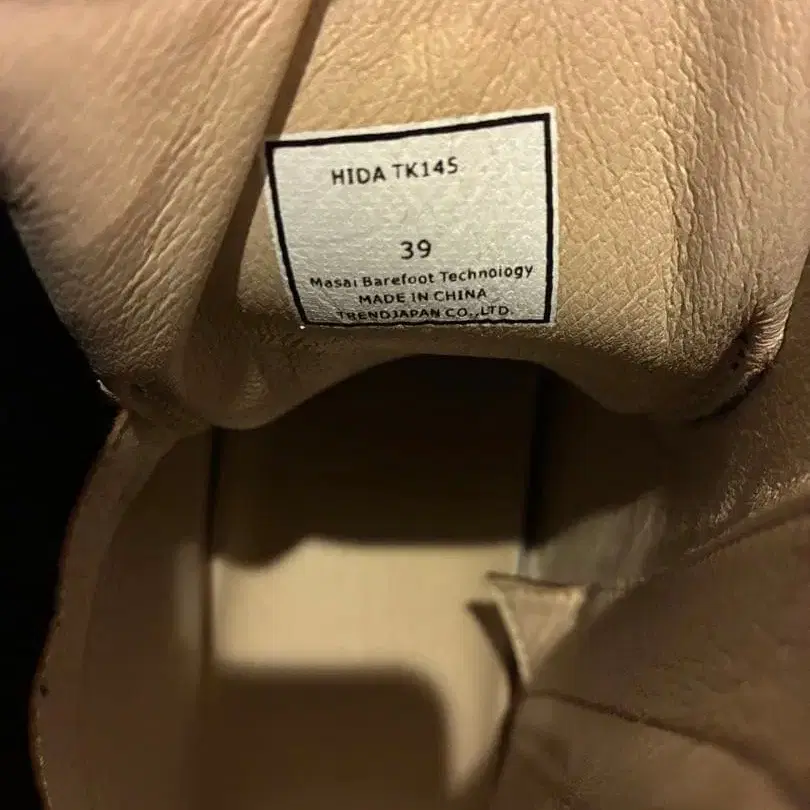 HIDA TK145
39
Masai Barefoot Technology
MADE IN CHINA
TRENDJAPAN CO.,LTD.